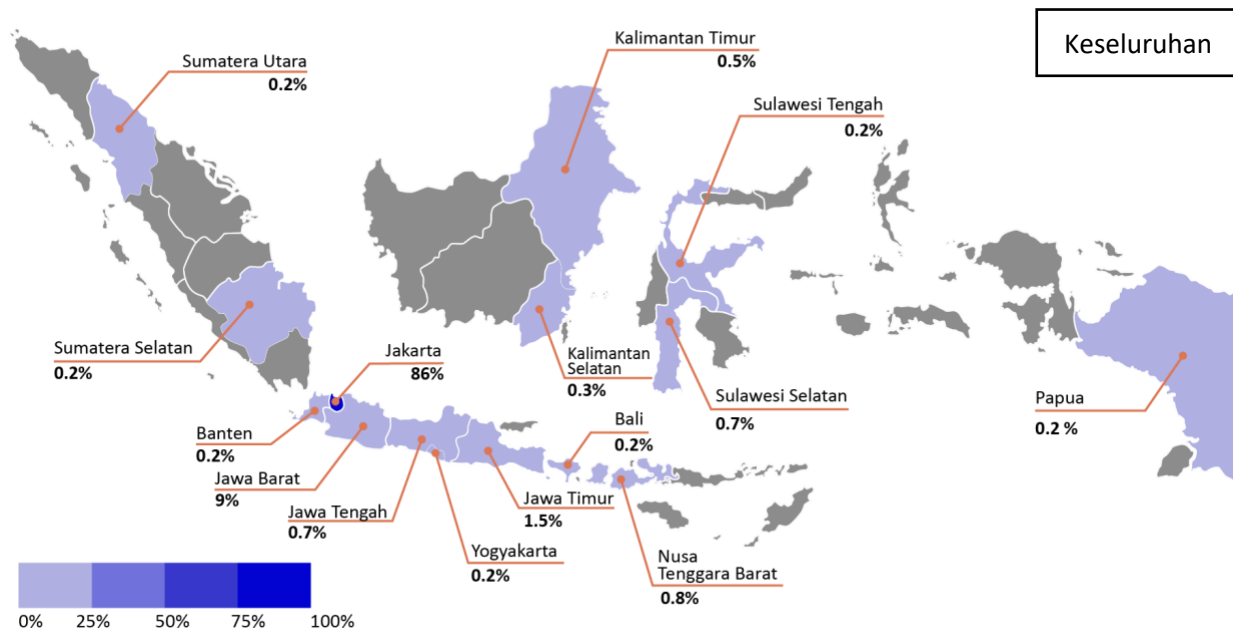 Keseluruhan
Sumatera Utara
0.2%
Kalimantan Timur
0.5%
Sulawesi Tengah
0.2%
Sumatera Selatan
0.2%
Jakarta
86%
Kalimantan
Selatan
0.3%
Sulawesi Selatan
0.7%
Papua
0.2 %
Banten
0.2%
Bali
0.2%
Jawa Barat
9%
Jawa Tengah
0.7%
Jawa Timur
1.5%
Yogyakarta
0.2%
Nusa
Tenggara Barat
0.8%
0% 25% 50% 75% 100%